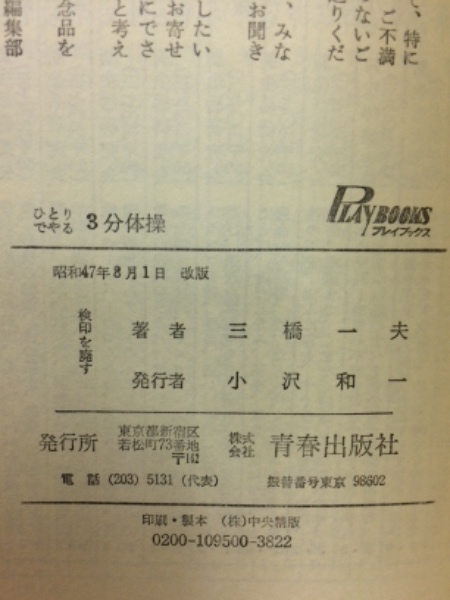 て、特に
ご不満
ないご
送りくだ
、みな
お聞き
したい
お寄せ
にでさ
と考え
念品を
編集部
ひとりでやる 3分体操
PLAYBOOKS
プレイブックス
昭和47年8月1日 改版
検印を廃す
著者 三橋一夫
発行者 小沢和一
発行所 東京都新宿区
若松町73番地
〒162
株式会社 青春出版社
電話 (203) 5131 (代表) 振替番号東京 98602
印刷・製本 (株)中央精版
0200-109500-3822